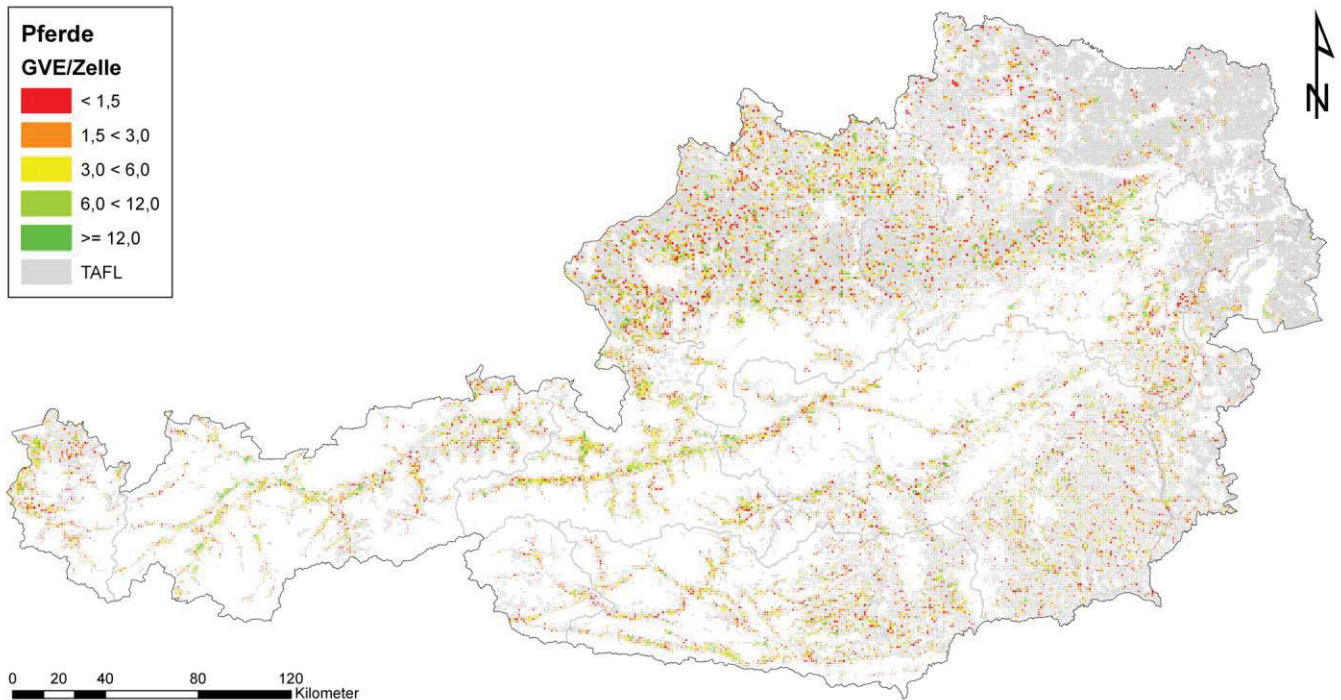 Pferde
GVE/Zelle
< 1,5
1,5 < 3,0
3,0 < 6,0
6,0 < 12,0
>= 12,0
TAFL
N
0 20 40 80 120
Kilometer